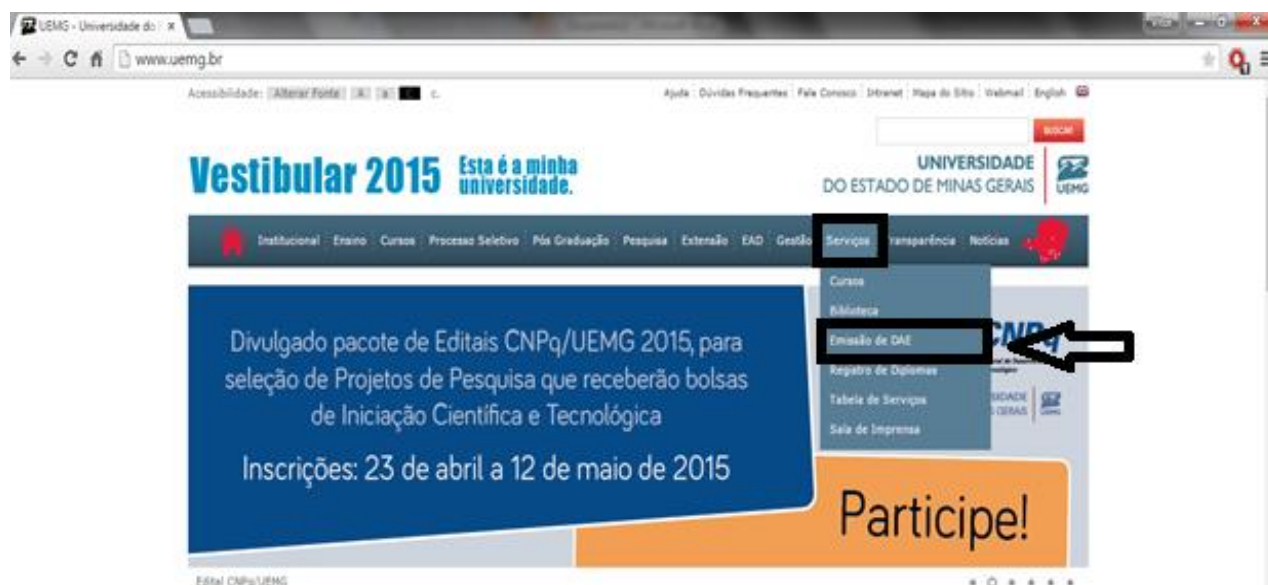 UEMG - Universidade do
www.uemg.br
Acessibilidade: Alterar Fonte A a C c.
Ajuda Dúvidas Frequentes Fale Conosco Intranet Mapa do Sítio Webmail English
BUSCAR
Vestibular 2015 Esta é a minha universidade.
UNIVERSIDADE
DO ESTADO DE MINAS GERAIS
UEMG
Institucional Ensino Cursos Processo Seletivo Pós Graduação Pesquisa Extensão EAD Gestão Serviços Transparência Notícias
Cursos
Biblioteca
Emissão de DAE
Registro de Diplomas
Tabela de Serviços
Sala de Imprensa
CNPq
Divulgado pacote de Editais CNPq/UEMG 2015, para
seleção de Projetos de Pesquisa que receberão bolsas
de Iniciação Científica e Tecnológica
Inscrições: 23 de abril a 12 de maio de 2015
Participe!
Edital CNPq/UEMG